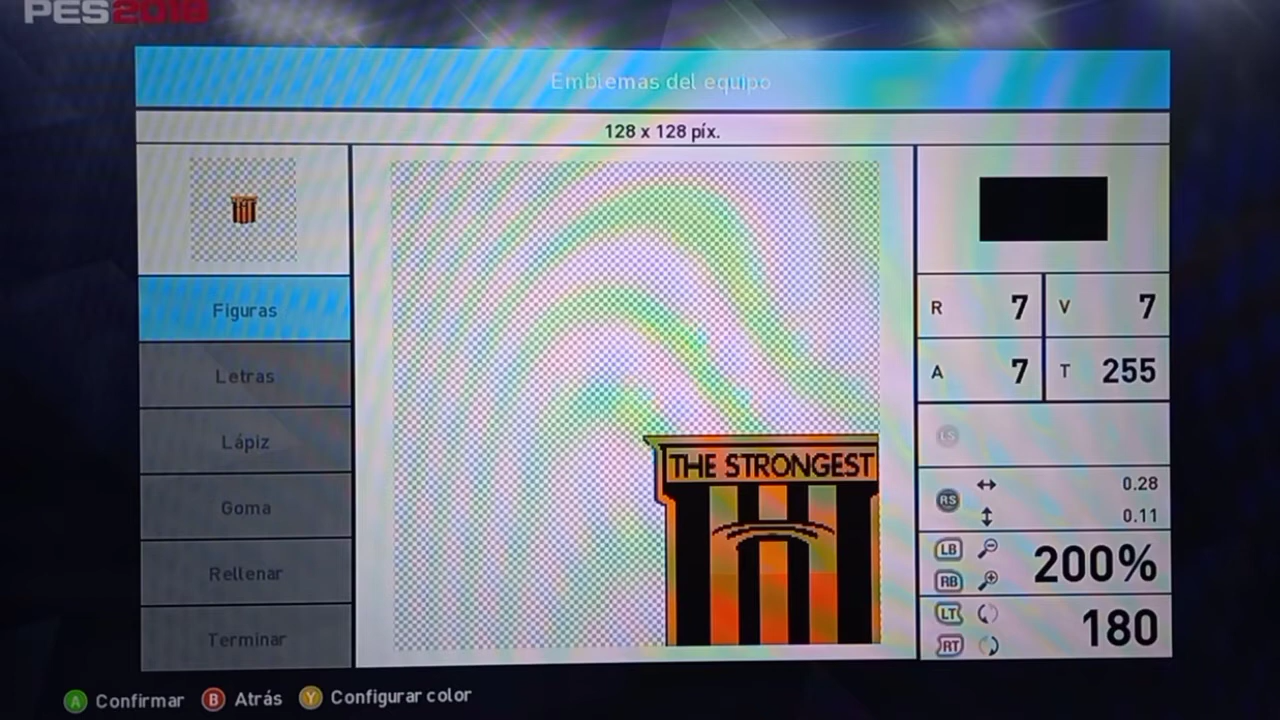 PES2018
Emblemas del equipo
128 x 128 píx.
Figuras
Letras
Lápiz
Goma
Rellenar
Terminar
THE STRONGEST
R 7 V 7
A 7 T 255
LS
RS 0.28
0.11
LB
RB
200%
LT
RT
180
A Confirmar B Atrás Y Configurar color